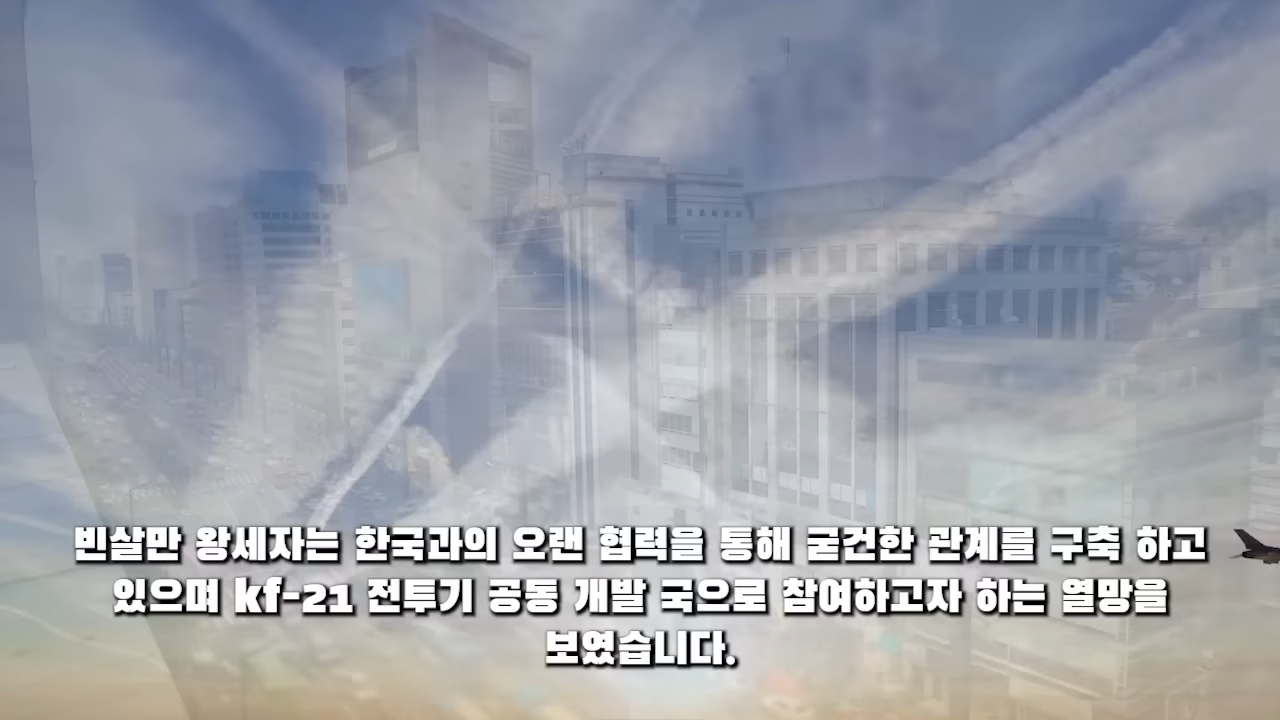 빈살만 왕세자는 한국과의 오랜 협력을 통해 굳건한 관계를 구축 하고
있으며 kf-21 전투기 공동 개발 국으로 참여하고자 하는 열망을
보였습니다.